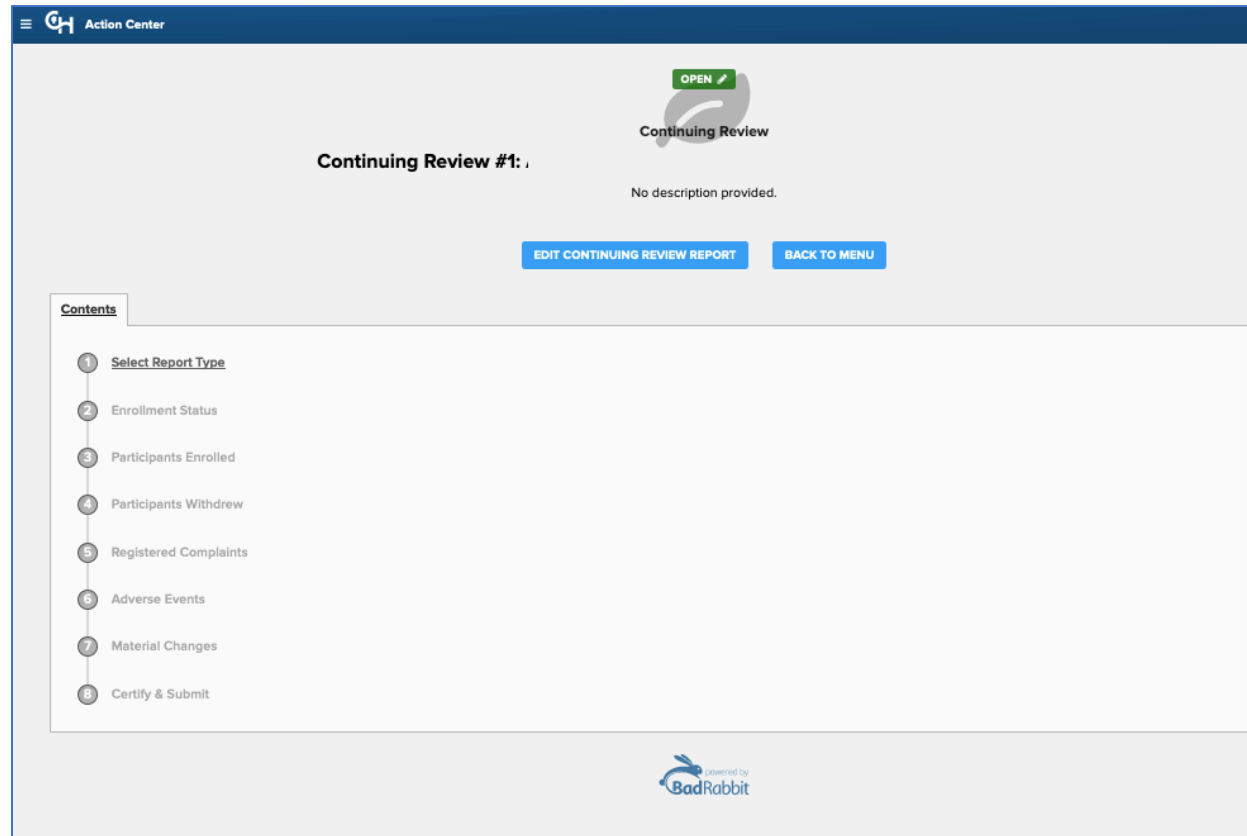 Action Center
OPEN
Continuing Review
Continuing Review #1:
No description provided.
EDIT CONTINUING REVIEW REPORT
BACK TO MENU
Contents
1 Select Report Type
2 Enrollment Status
3 Participants Enrolled
4 Participants Withdrew
5 Registered Complaints
6 Adverse Events
7 Material Changes
8 Certify & Submit
powered by
BadRabbit